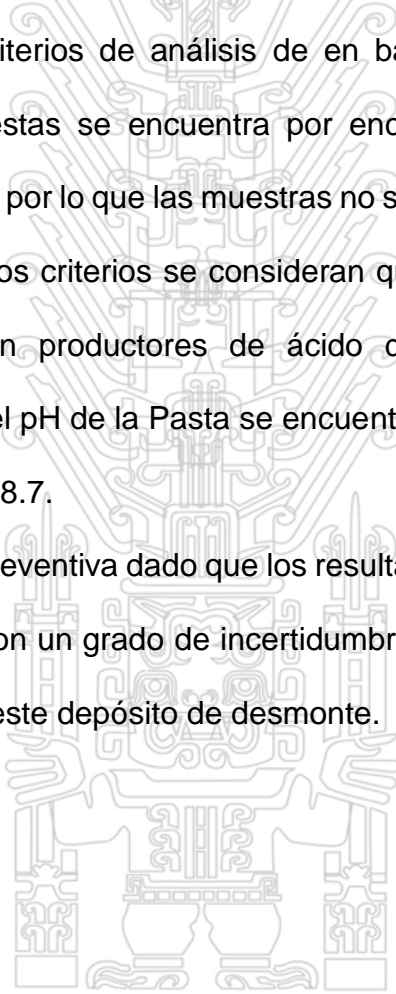 iterios de análisis de en ba
estas se encuentra por enc
por lo que las muestras no s
os criterios se consideran qu
n productores de ácido
el pH de la Pasta se encuent
8.7.
eventiva dado que los result
on un grado de incertidumbr
este depósito de desmonte.